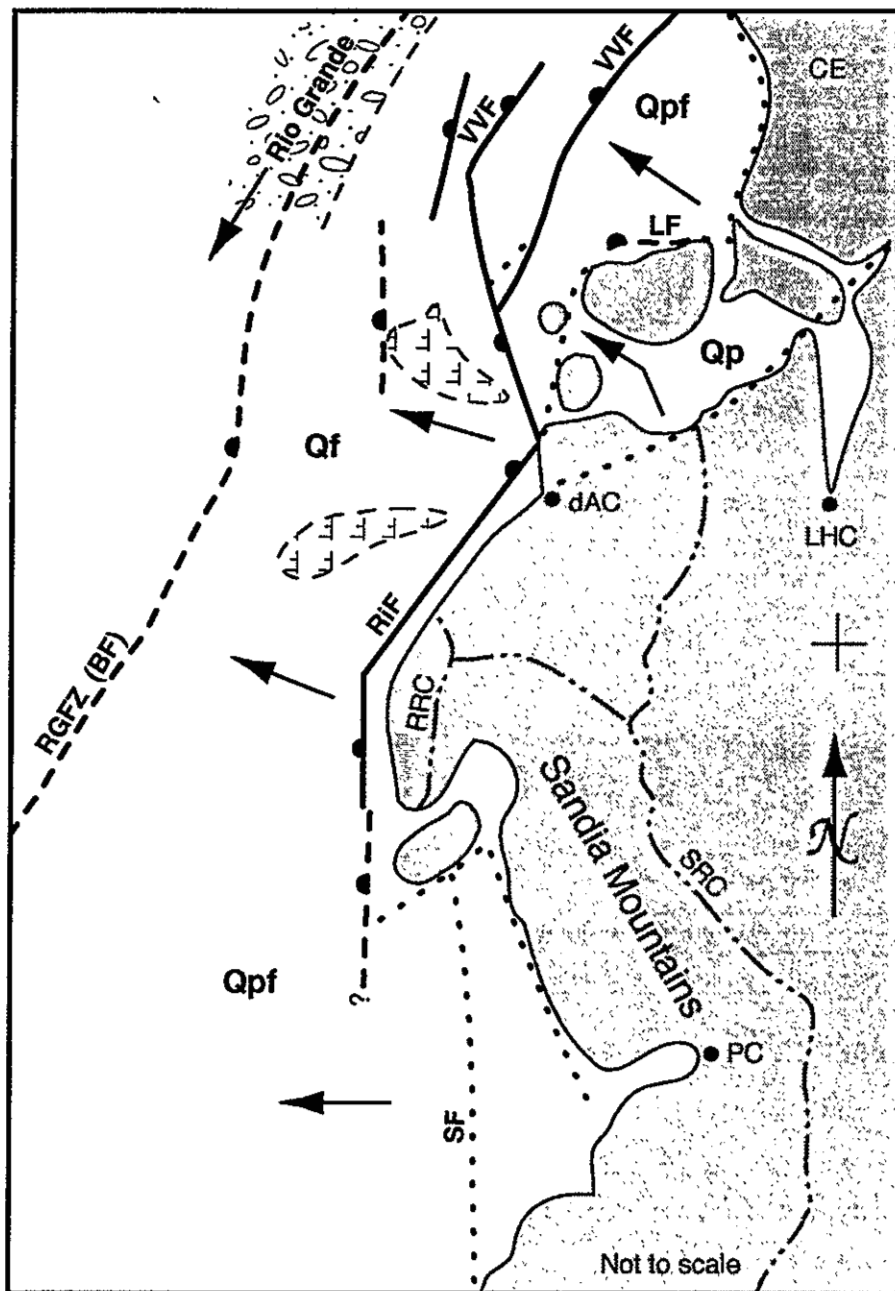 Rio Grande
VVF
VVF
Qpf
CE
LF
Qp
Qf
dAC
LHC
RiF
RGFZ (BF)
RRC
Sandia Mountains
SRC
N
Qpf
?
PC
SF
Not to scale